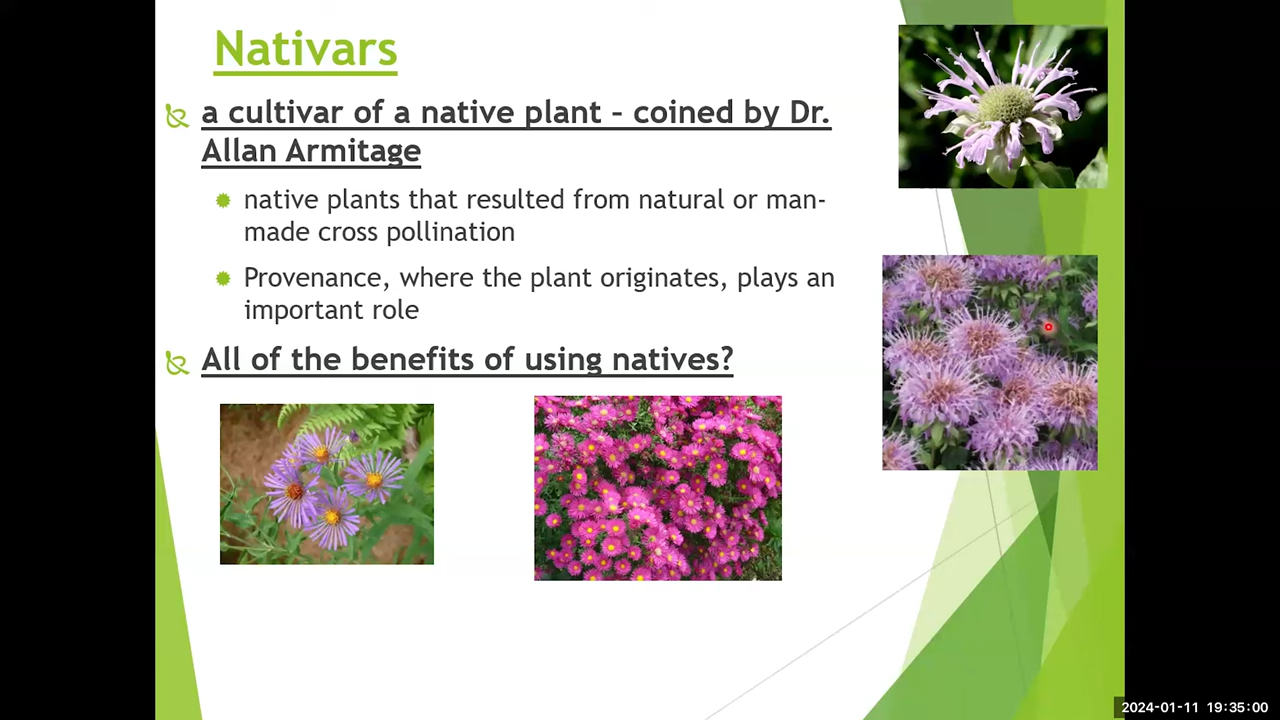 Nativars
a cultivar of a native plant – coined by Dr.
Allan Armitage
native plants that resulted from natural or man-
made cross pollination
Provenance, where the plant originates, plays an
important role
All of the benefits of using natives?
2024-01-11 19:35:00